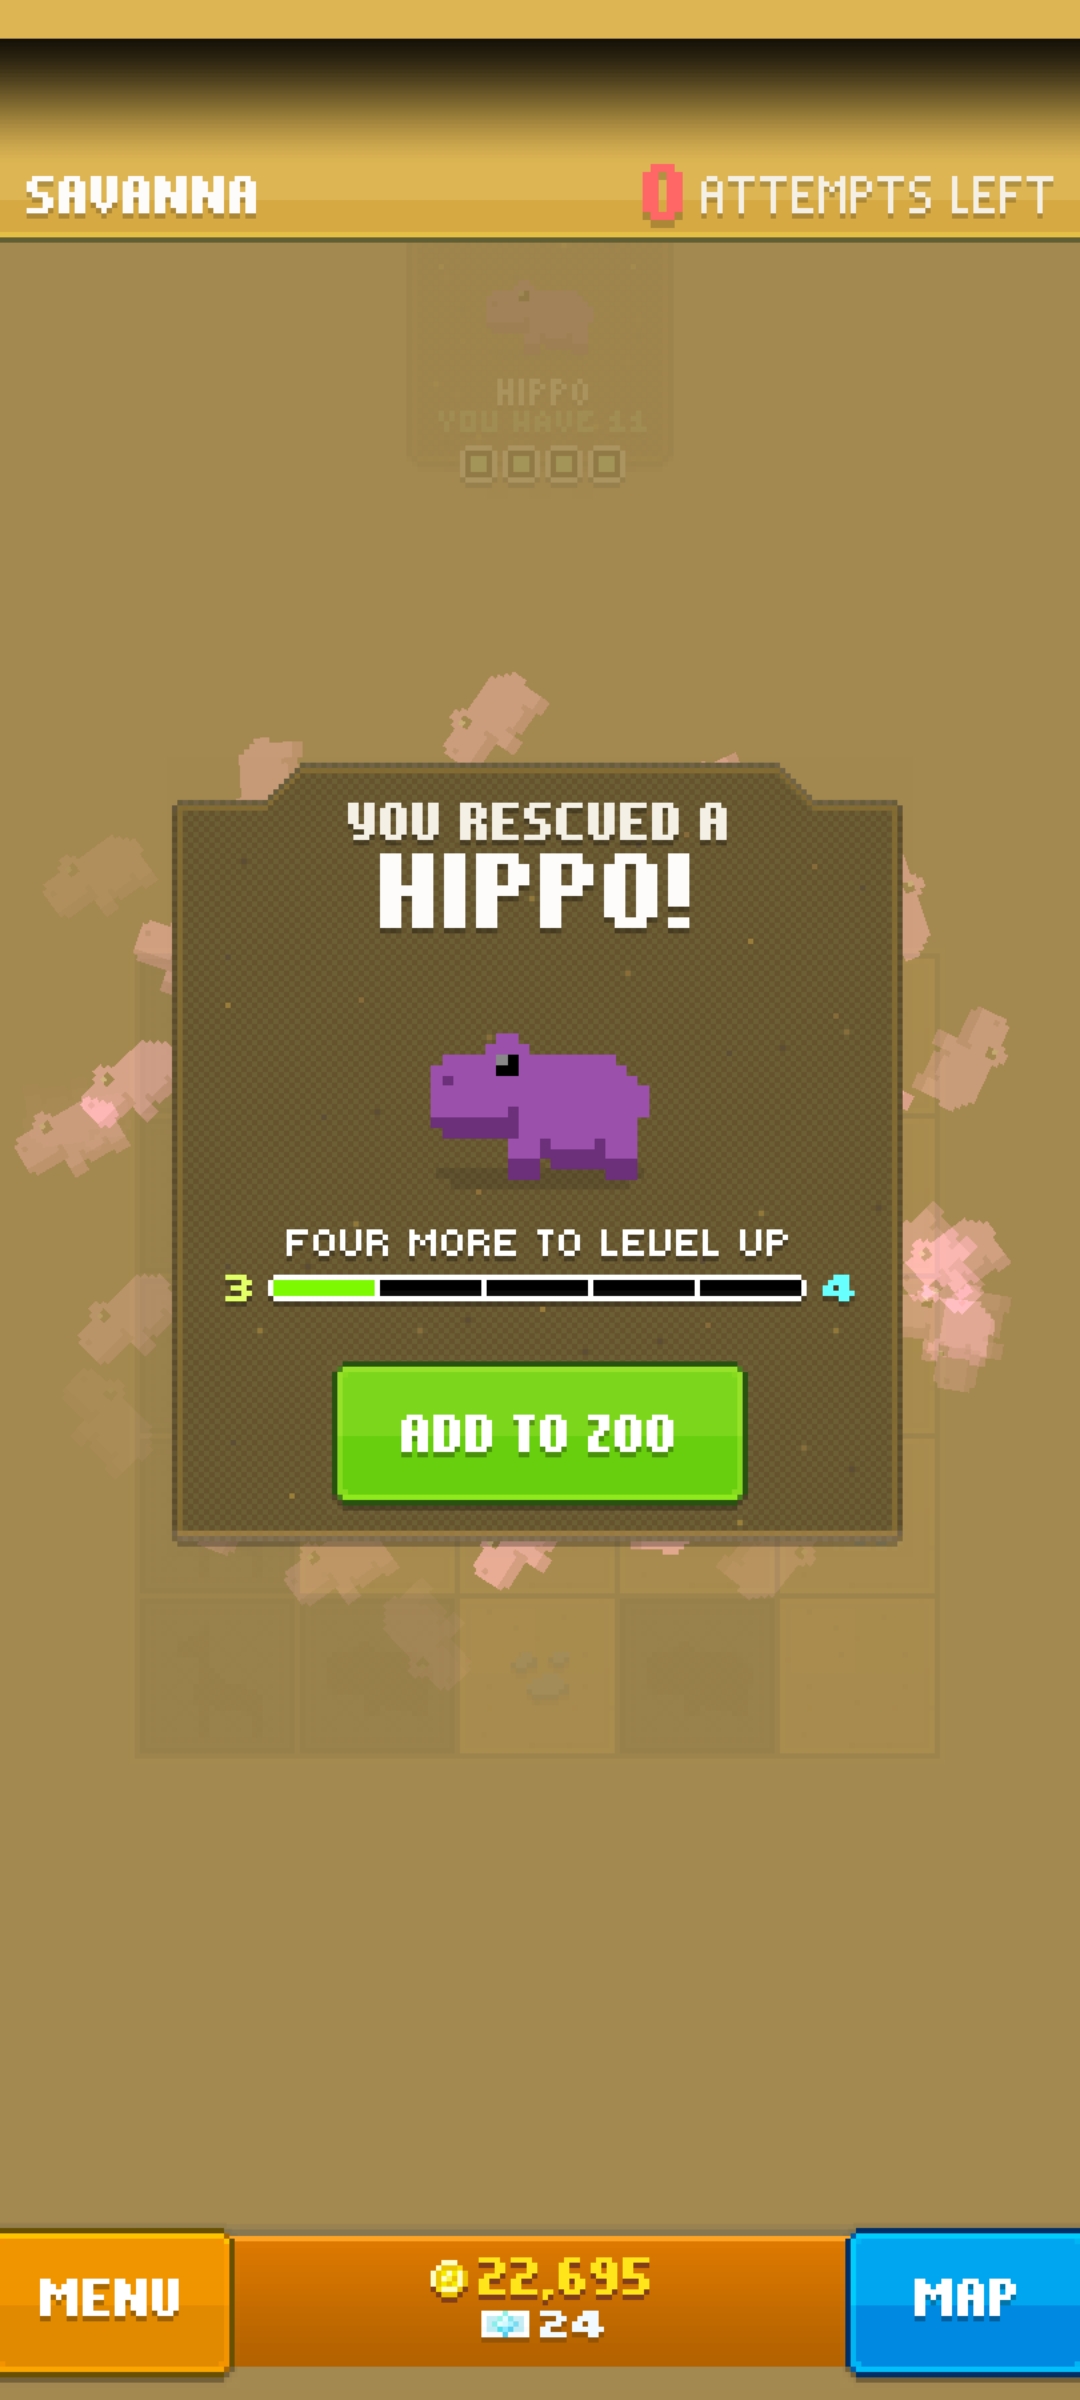 SAVANNA
0 ATTEMPTS LEFT
HIPPO
YOU HAVE 11
YOU RESCUED A
HIPPO!
FOUR MORE TO LEVEL UP
3 4
ADD TO ZOO
MENU
22,695
24
MAP